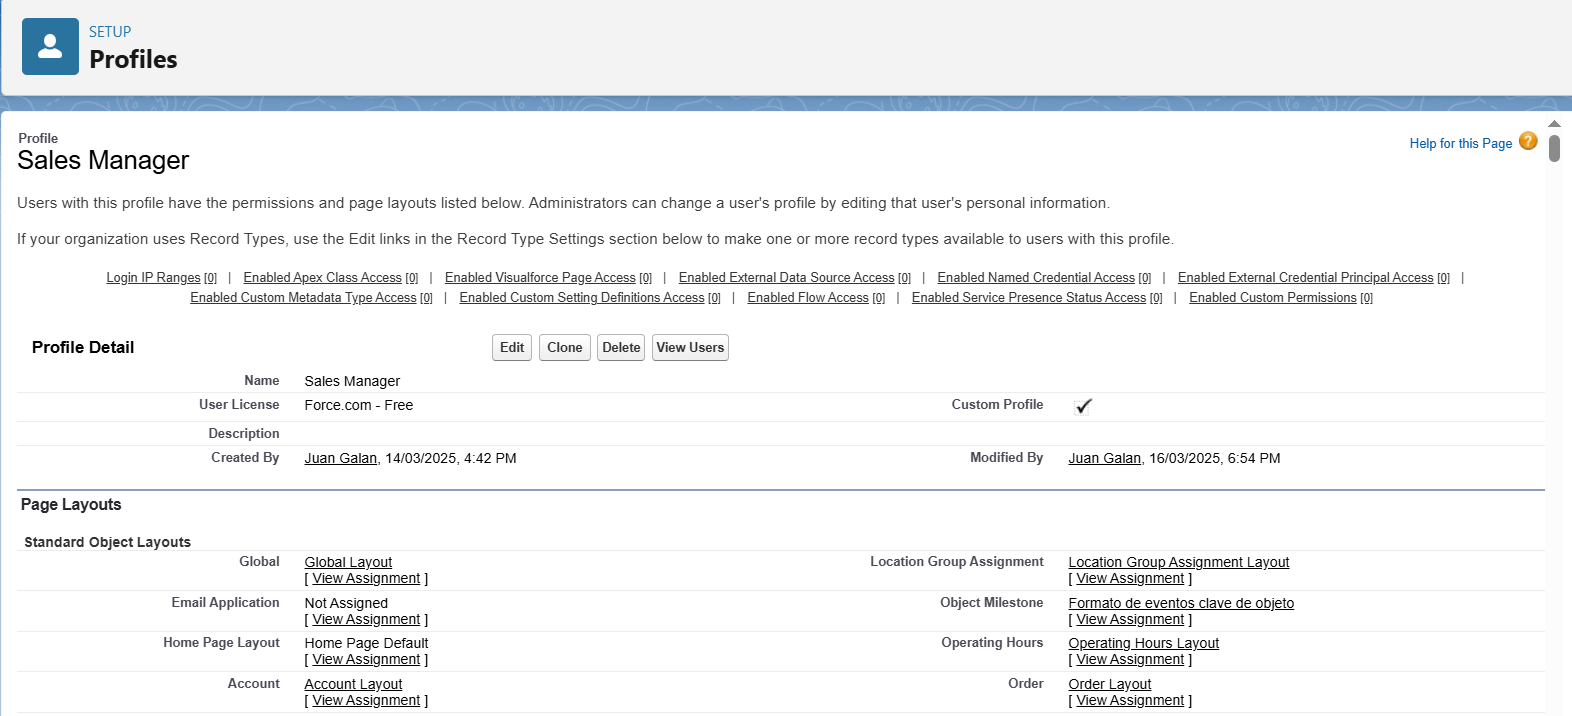 SETUP
Profiles
Profile
Sales Manager
Help for this Page ?
Users with this profile have the permissions and page layouts listed below. Administrators can change a user's profile by editing that user's personal information.
If your organization uses Record Types, use the Edit links in the Record Type Settings section below to make one or more record types available to users with this profile.
Login IP Ranges [0] | Enabled Apex Class Access [0] | Enabled Visualforce Page Access [0] | Enabled External Data Source Access [0] | Enabled Named Credential Access [0] | Enabled External Credential Principal Access [0] |
Enabled Custom Metadata Type Access [0] | Enabled Custom Setting Definitions Access [0] | Enabled Flow Access [0] | Enabled Service Presence Status Access [0] | Enabled Custom Permissions [0]
Profile Detail Edit Clone Delete View Users
Name Sales Manager
User License Force.com - Free Custom Profile
Description
Created By Juan Galan, 14/03/2025, 4:42 PM Modified By Juan Galan, 16/03/2025, 6:54 PM
Page Layouts
Standard Object Layouts
Global Global Layout Location Group Assignment Location Group Assignment Layout
[ View Assignment ] [ View Assignment ]
Email Application Not Assigned Object Milestone Formato de eventos clave de objeto
[ View Assignment ] [ View Assignment ]
Home Page Layout Home Page Default Operating Hours Operating Hours Layout
[ View Assignment ] [ View Assignment ]
Account Account Layout Order Order Layout
[ View Assignment ] [ View Assignment ]